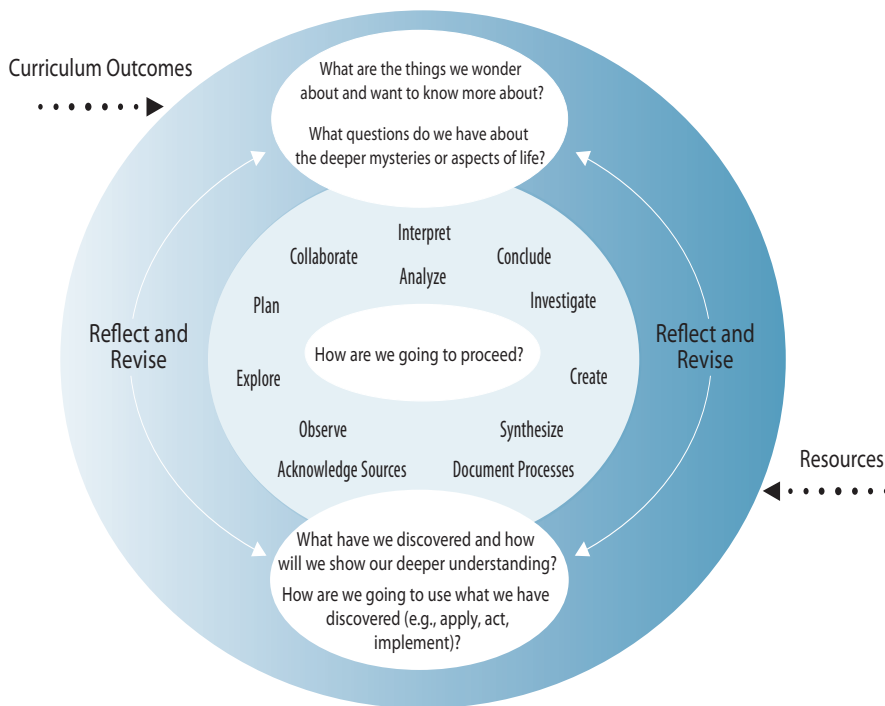 Curriculum Outcomes
What are the things we wonder
about and want to know more about?
What questions do we have about
the deeper mysteries or aspects of life?
Interpret
Collaborate
Conclude
Analyze
Plan
Investigate
Reflect and
Revise
How are we going to proceed?
Reflect and
Revise
Explore
Create
Observe
Synthesize
Acknowledge Sources
Document Processes
Resources
What have we discovered and how
will we show our deeper understanding?
How are we going to use what we have
discovered (e.g., apply, act,
implement)?